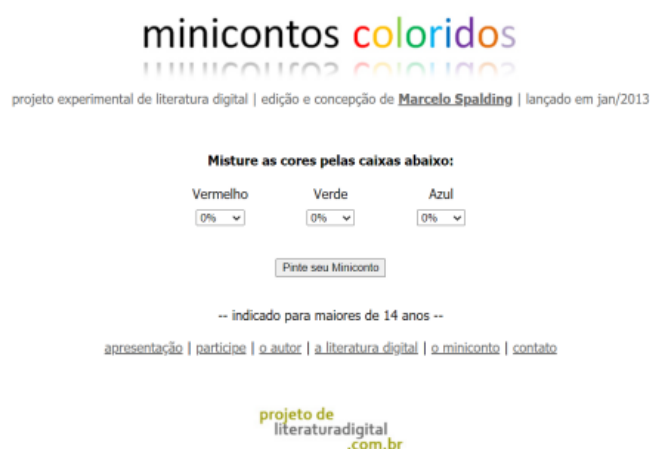 minicontos coloridos
projeto experimental de literatura digital | edição e concepção de Marcelo Spalding | lançado em jan/2013
Misture as cores pelas caixas abaixo:
Vermelho Verde Azul
0% 0% 0%
Pinte seu Miniconto
-- indicado para maiores de 14 anos --
apresentação | participe | o autor | a literatura digital | o miniconto | contato
projeto de
literaturadigital
.com.br